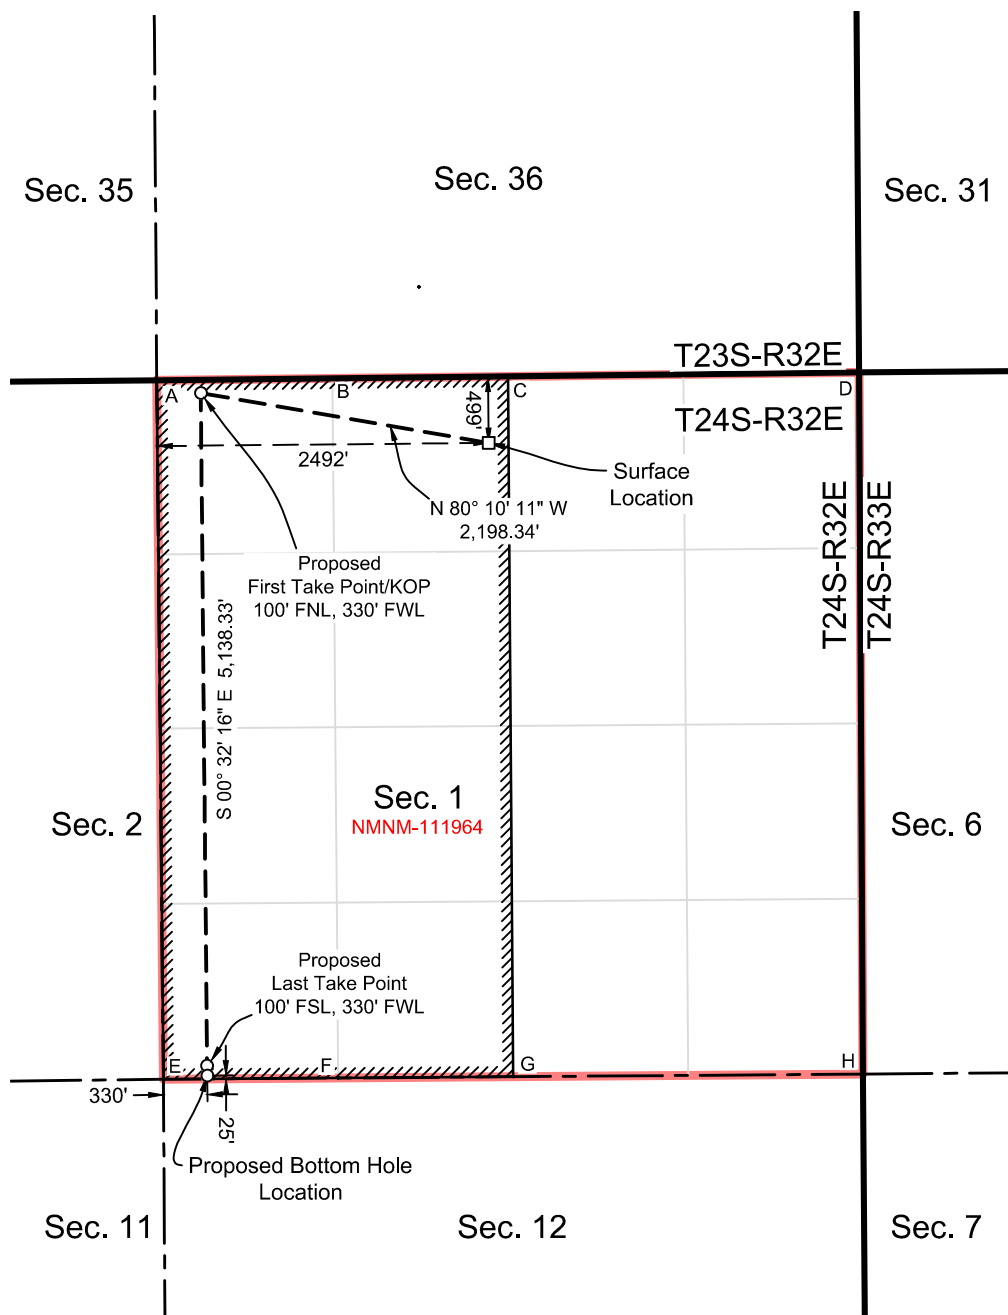 Sec. 35
Sec. 36
Sec. 31
T23S-R32E
A
B
C
D
T24S-R32E
499'
2492'
Surface
Location
N 80° 10' 11" W
2,198.34'
T24S-R32E
T24S-R33E
Proposed
First Take Point/KOP
100' FNL, 330' FWL
S 00° 32' 16" E 5,138.33'
Sec. 2
Sec. 1
NMNM-111964
Sec. 6
Proposed
Last Take Point
100' FSL, 330' FWL
E
F
G
H
330'
25'
Proposed Bottom Hole
Location
Sec. 11
Sec. 12
Sec. 7